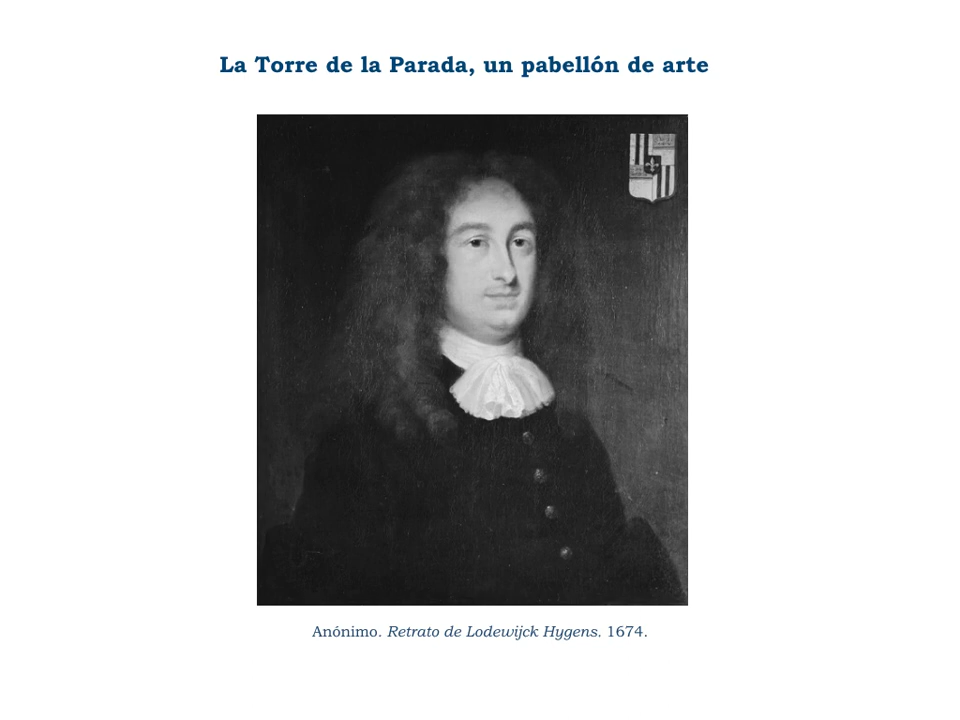 La Torre de la Parada, un pabellón de arte
Anónimo. Retrato de Lodewijck Hygens. 1674.